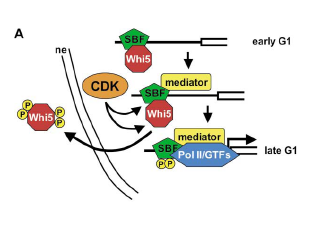 A
SBF
Whi5
early G1
ne
CDK
mediator
SBF
Whi5
P
P
P
P
Whi5
mediator
SBF
Pol II/GTFs
P P
late G1